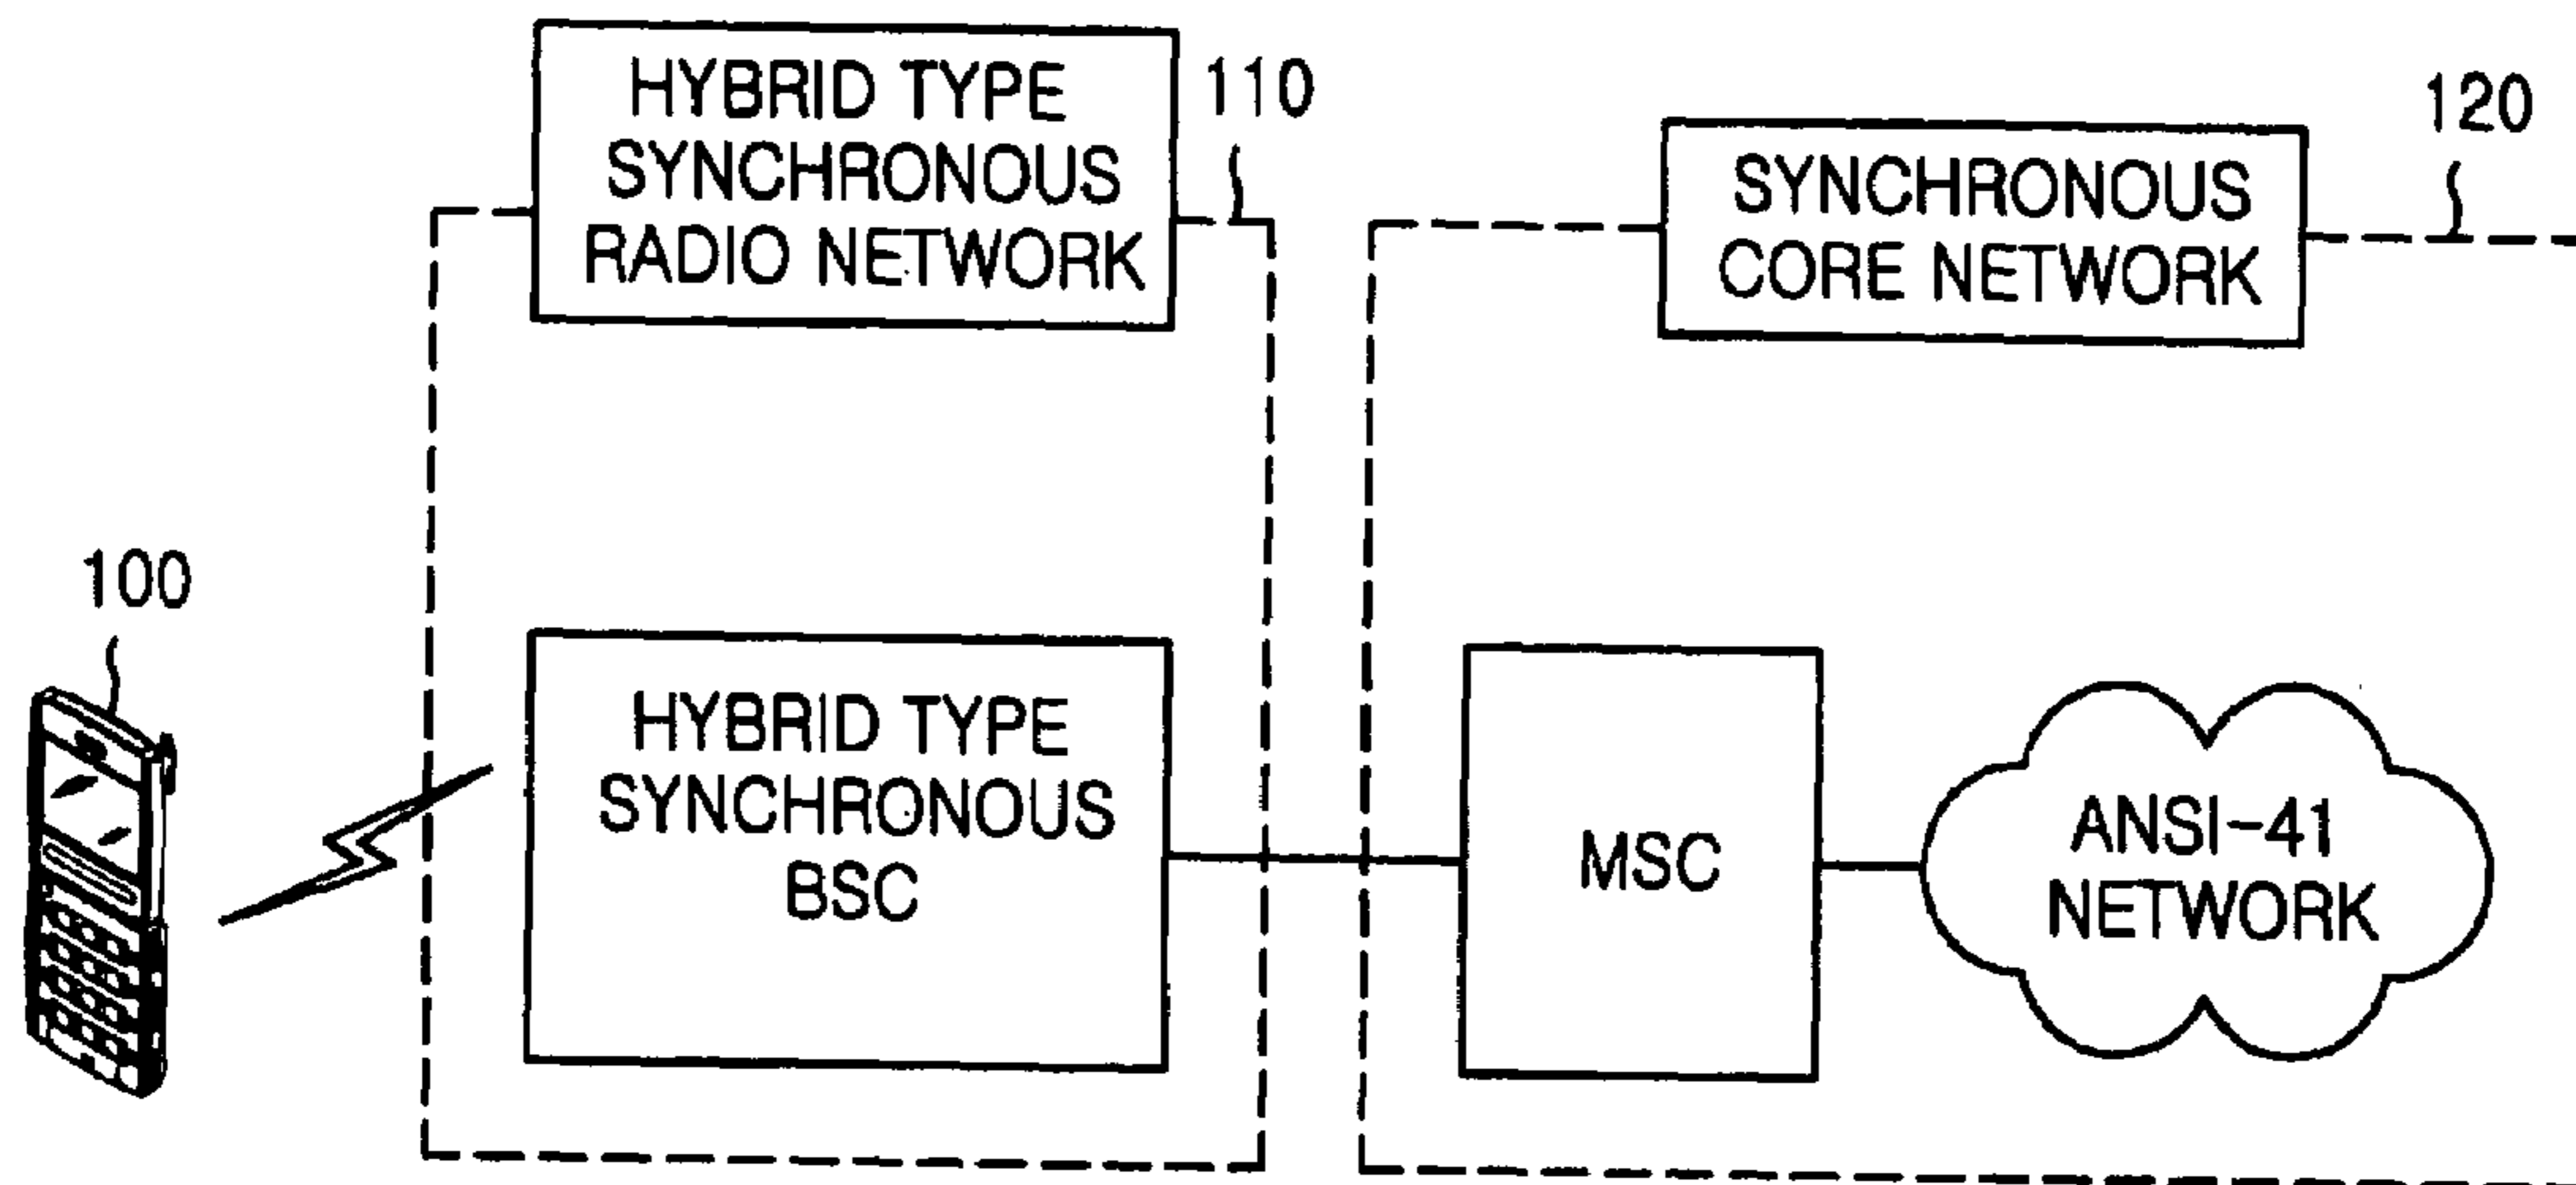 HYBRID TYPE
SYNCHRONOUS
RADIO NETWORK
110
SYNCHRONOUS
CORE NETWORK
120
100
HYBRID TYPE
SYNCHRONOUS
BSC
MSC
ANSI-41
NETWORK